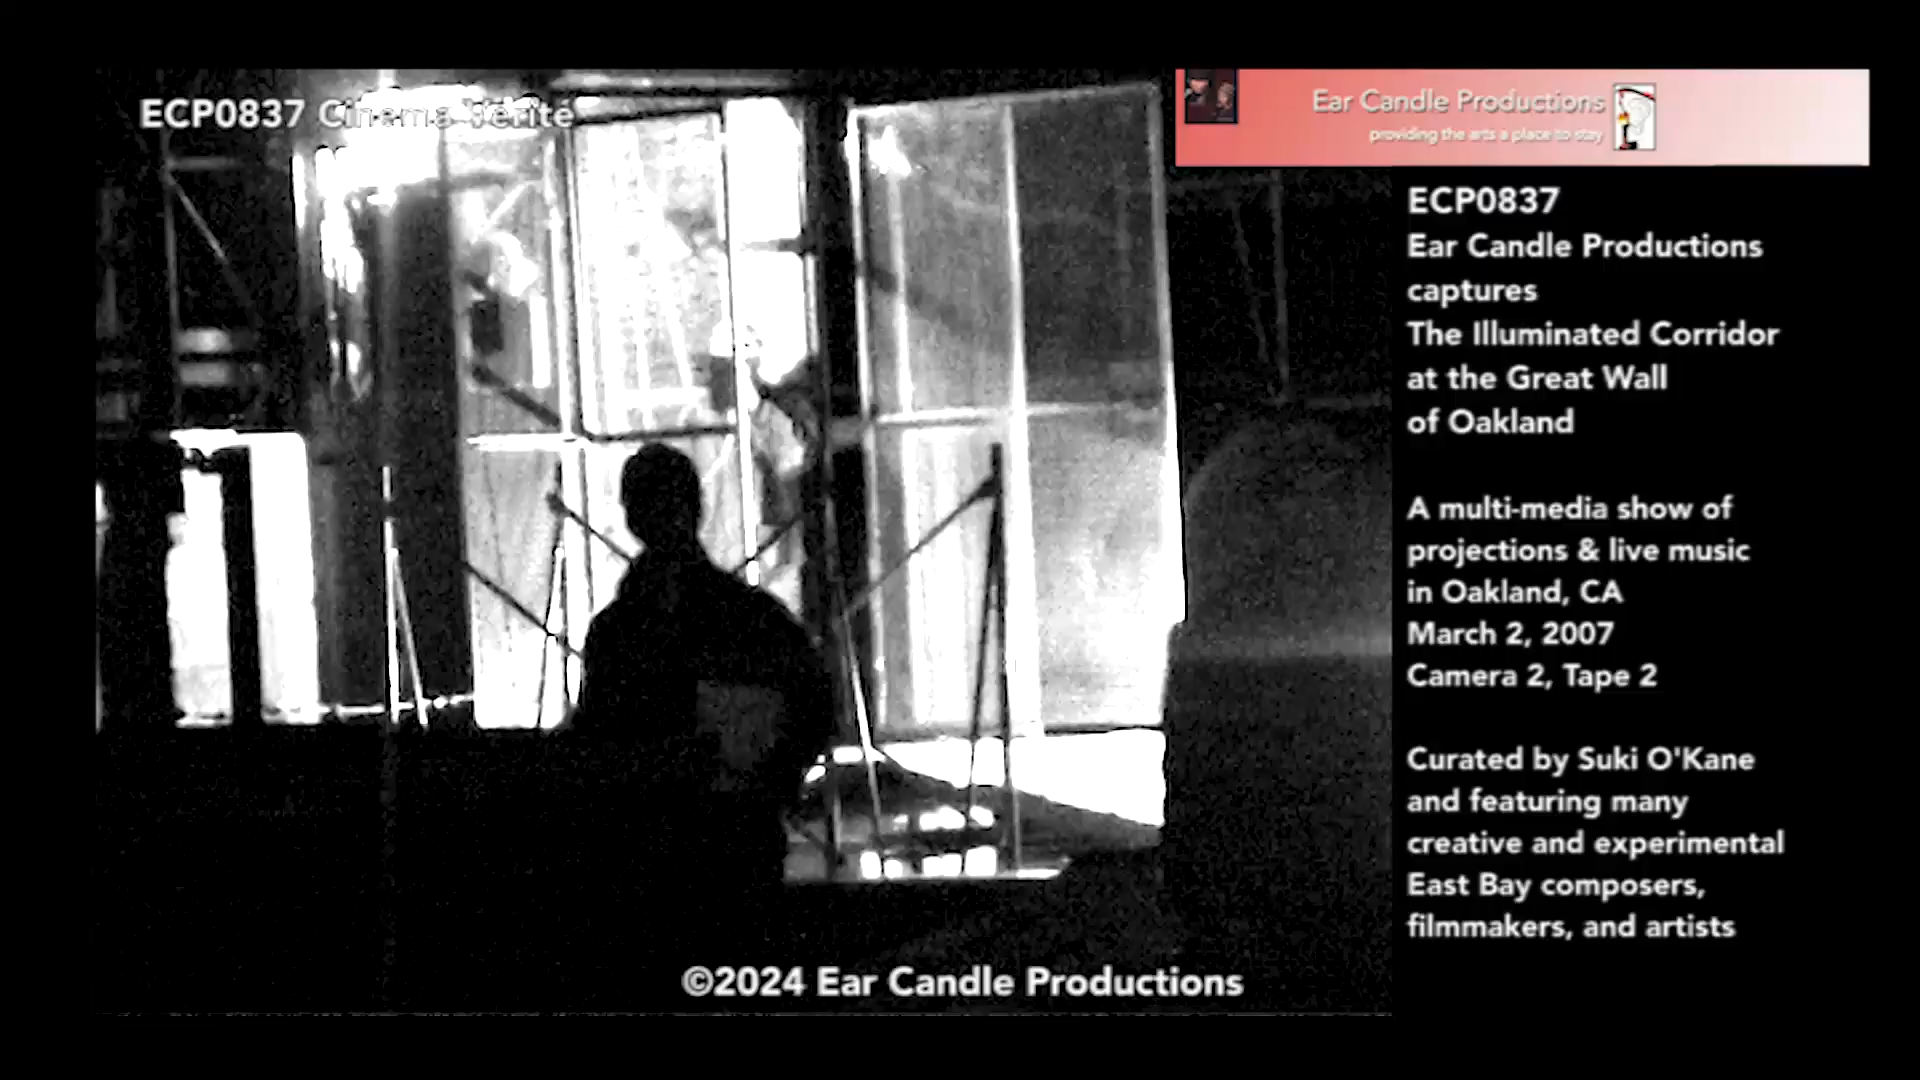 ECP0837 Cinema Vérité
Ear Candle Productions
providing the arts a place to stay
ECP0837
Ear Candle Productions
captures
The Illuminated Corridor
at the Great Wall
of Oakland
A multi-media show of
projections & live music
in Oakland, CA
March 2, 2007
Camera 2, Tape 2
Curated by Suki O'Kane
and featuring many
creative and experimental
East Bay composers,
filmmakers, and artists
©2024 Ear Candle Productions